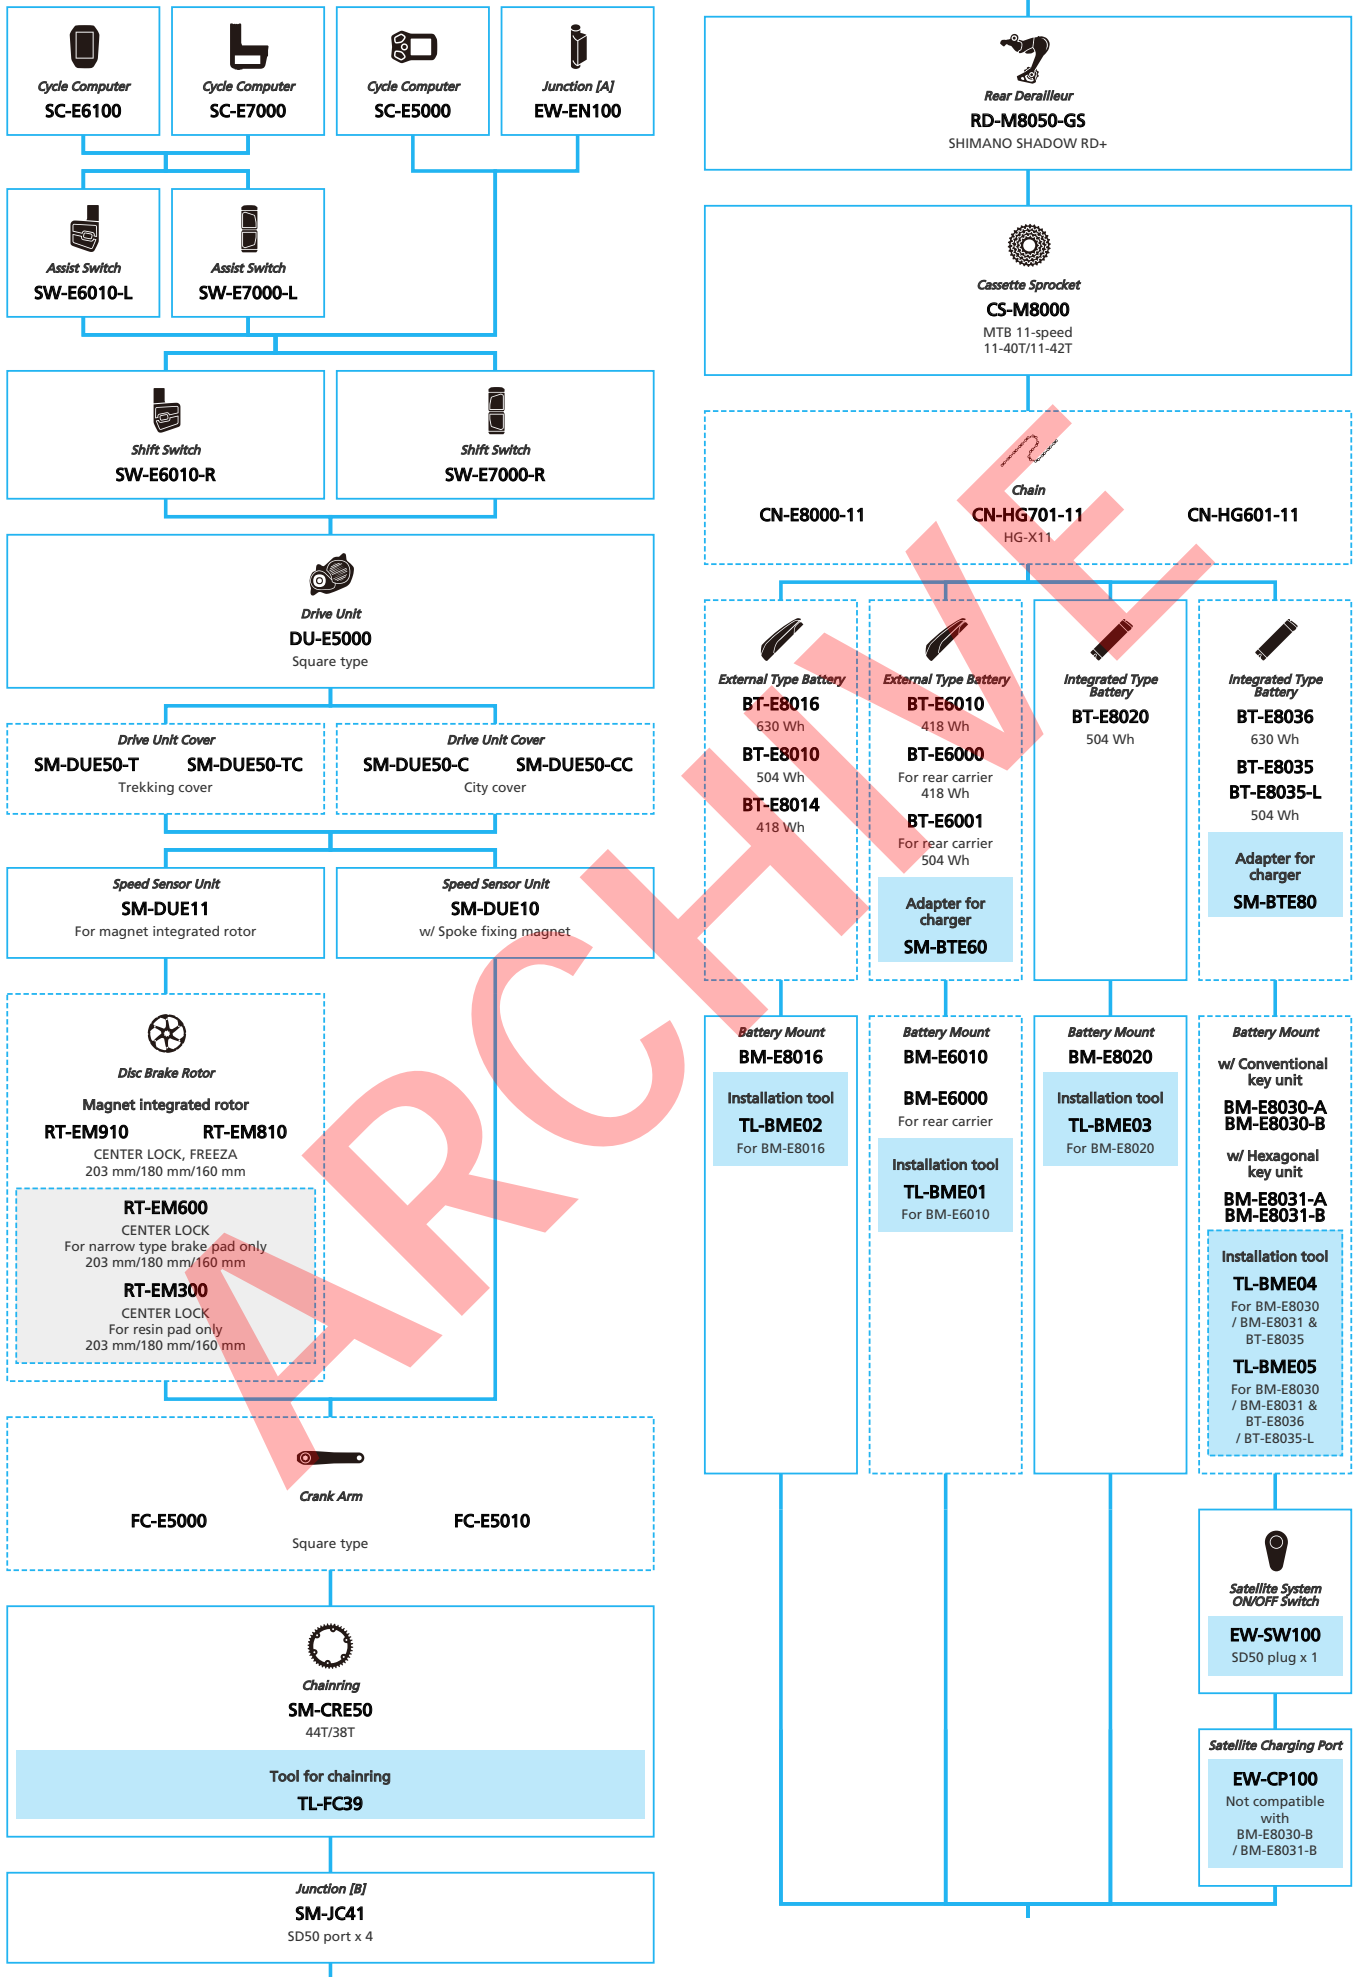 Cycle Computer
SC-E6100
Cycle Computer
SC-E7000
Cycle Computer
SC-E5000
Junction [A]
EW-EN100
Assist Switch
SW-E6010-L
Assist Switch
SW-E7000-L
Shift Switch
SW-E6010-R
Shift Switch
SW-E7000-R
Drive Unit
DU-E5000
Square type
Drive Unit Cover
SM-DUE50-T SM-DUE50-TC
Trekking cover
Drive Unit Cover
SM-DUE50-C SM-DUE50-CC
City cover
Speed Sensor Unit
SM-DUE11
For magnet integrated rotor
Speed Sensor Unit
SM-DUE10
w/ Spoke fixing magnet
Disc Brake Rotor
Magnet integrated rotor
RT-EM910 RT-EM810
CENTER LOCK, FREEZA
203 mm/180 mm/160 mm
RT-EM600
CENTER LOCK
For narrow type brake pad only
203 mm/180 mm/160 mm
RT-EM300
CENTER LOCK
For resin pad only
203 mm/180 mm/160 mm
Crank Arm
FC-E5000 FC-E5010
Square type
Chainring
SM-CRE50
44T/38T
Tool for chainring
TL-FC39
Junction [B]
SM-JC41
SD50 port x 4
Rear Derailleur
RD-M8050-GS
SHIMANO SHADOW RD+
Cassette Sprocket
CS-M8000
MTB 11-speed
11-40T/11-42T
Chain
CN-E8000-11 CN-HG701-11 CN-HG601-11
HG-X11
External Type Battery
BT-E8016
630 Wh
BT-E8010
504 Wh
BT-E8014
418 Wh
External Type Battery
BT-E6010
418 Wh
BT-E6000
For rear carrier
418 Wh
BT-E6001
For rear carrier
504 Wh
Adapter for
charger
SM-BTE60
Integrated Type
Battery
BT-E8020
504 Wh
Integrated Type
Battery
BT-E8036
630 Wh
BT-E8035
BT-E8035-L
504 Wh
Adapter for
charger
SM-BTE80
Battery Mount
BM-E8016
Installation tool
TL-BME02
For BM-E8016
Battery Mount
BM-E6010
BM-E6000
For rear carrier
Installation tool
TL-BME01
For BM-E6010
Battery Mount
BM-E8020
Installation tool
TL-BME03
For BM-E8020
Battery Mount
w/ Conventional
key unit
BM-E8030-A
BM-E8030-B
w/ Hexagonal
key unit
BM-E8031-A
BM-E8031-B
Installation tool
TL-BME04
For BM-E8030
/ BM-E8031 &
BT-E8035
TL-BME05
For BM-E8030
/ BM-E8031 &
BT-E8036
/ BT-E8035-L
Satellite System
ON/OFF Switch
EW-SW100
SD50 plug x 1
Satellite Charging Port
EW-CP100
Not compatible
with
BM-E8030-B
/ BM-E8031-B
ARCHIVE